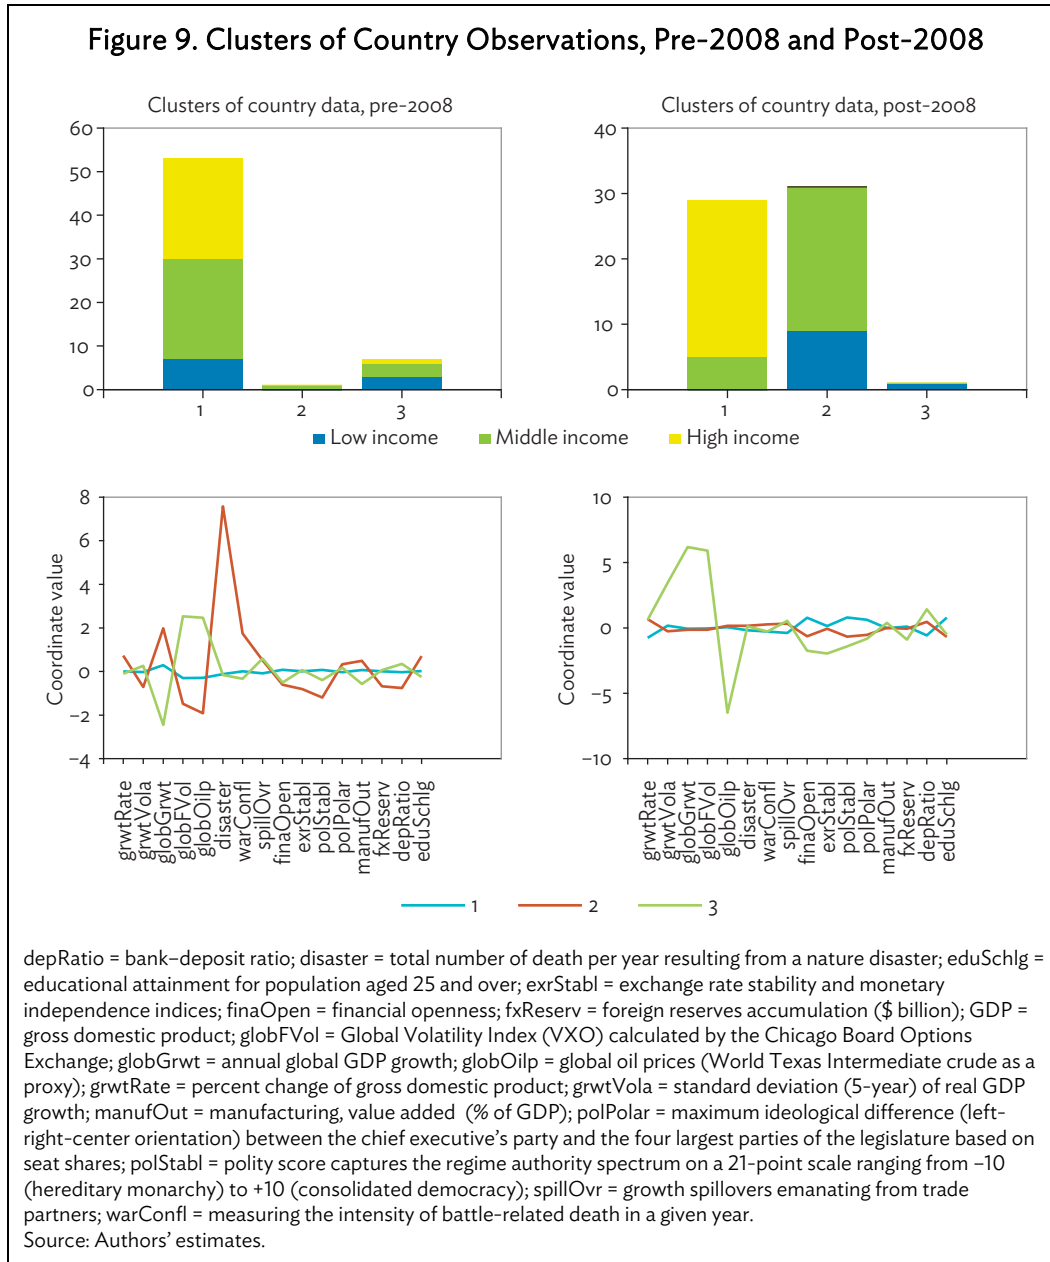 Figure 9. Clusters of Country Observations, Pre-2008 and Post-2008
Clusters of country data, pre-2008
60
50
40
30
20
10
0
1
2
3
Clusters of country data, post-2008
40
30
20
10
0
1
2
3
Low income
Middle income
High income
Coordinate value
8
6
4
2
0
−2
−4
grwtRate
grwtVola
globGrwt
globFVol
globOilp
disaster
warConfl
spillOvr
finaOpen
exrStabl
polStabl
polPolar
manufOut
fxReserv
depRatio
eduSchlg
Coordinate value
10
5
0
−5
−10
grwtRate
grwtVola
globGrwt
globFVol
globOilp
disaster
warConfl
spillOvr
finaOpen
exrStabl
polStabl
polPolar
manufOut
fxReserv
depRatio
eduSchlg
1
2
3
depRatio = bank–deposit ratio; disaster = total number of death per year resulting from a nature disaster; eduSchlg =
educational attainment for population aged 25 and over; exrStabl = exchange rate stability and monetary
independence indices; finaOpen = financial openness; fxReserv = foreign reserves accumulation ($ billion); GDP =
gross domestic product; globFVol = Global Volatility Index (VXO) calculated by the Chicago Board Options
Exchange; globGrwt = annual global GDP growth; globOilp = global oil prices (World Texas Intermediate crude as a
proxy); grwtRate = percent change of gross domestic product; grwtVola = standard deviation (5-year) of real GDP
growth; manufOut = manufacturing, value added (% of GDP); polPolar = maximum ideological difference (left-
right-center orientation) between the chief executive's party and the four largest parties of the legislature based on
seat shares; polStabl = polity score captures the regime authority spectrum on a 21-point scale ranging from –10
(hereditary monarchy) to +10 (consolidated democracy); spillOvr = growth spillovers emanating from trade
partners; warConfl = measuring the intensity of battle-related death in a given year.
Source: Authors' estimates.